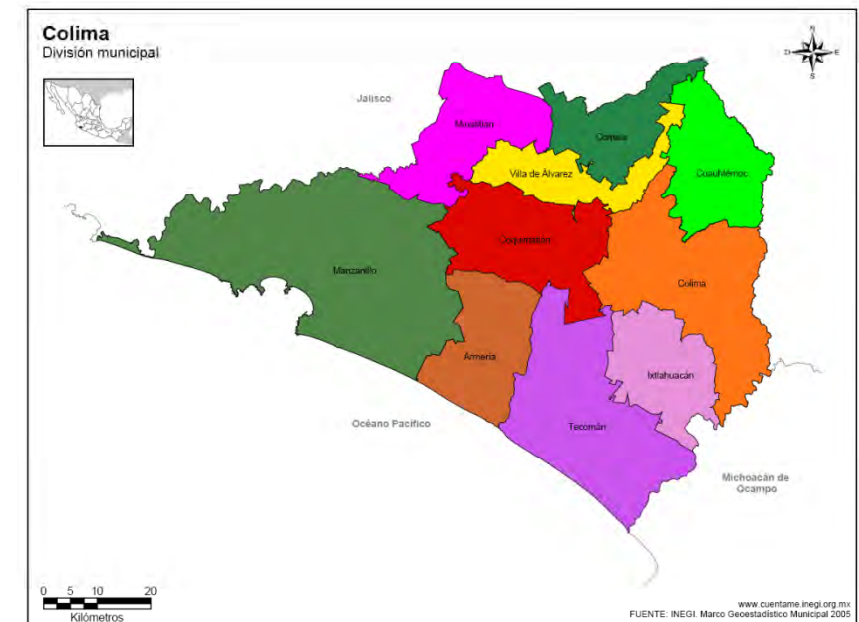 Colima
División municipal
N
O
E
S
Jalisco
Minatitlán
Comala
Cuauhtémoc
Villa de Álvarez
Coquimatlán
Manzanillo
Colima
Armería
Ixtlahuacán
Océano Pacífico
Tecomán
Michoacán de
Ocampo
0 5 10 20
Kilómetros
www.cuentame.inegi.org.mx
FUENTE: INEGI. Marco Geoestadístico Municipal 2005